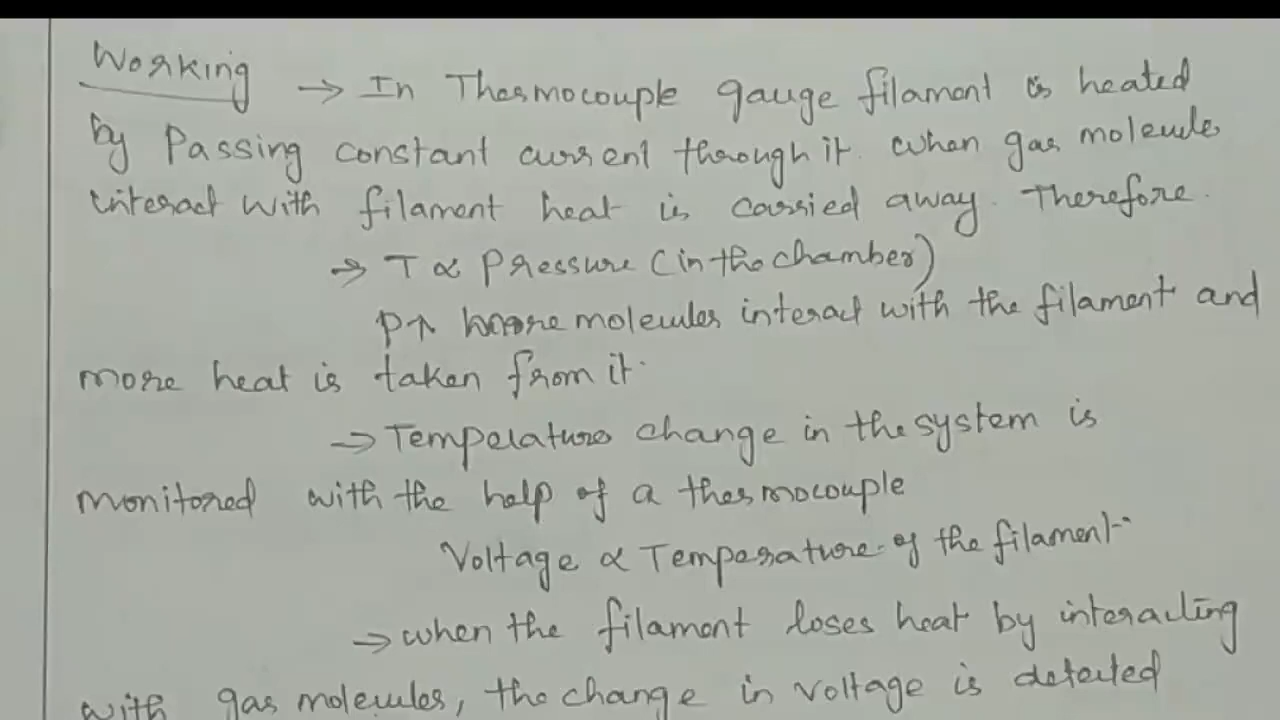 Working → In Thermocouple gauge filament is heated
by Passing constant current through it. when gas molecules
interact with filament heat is carried away. Therefore.
→ T ∝ Pressure (in the chamber)
P↑ more molecules interact with the filament and
more heat is taken from it.
→ Temperature change in the system is
monitored with the help of a thermocouple
Voltage ∝ Temperature of the filament.
→ when the filament loses heat by interacting
with gas molecules, the change in voltage is detected